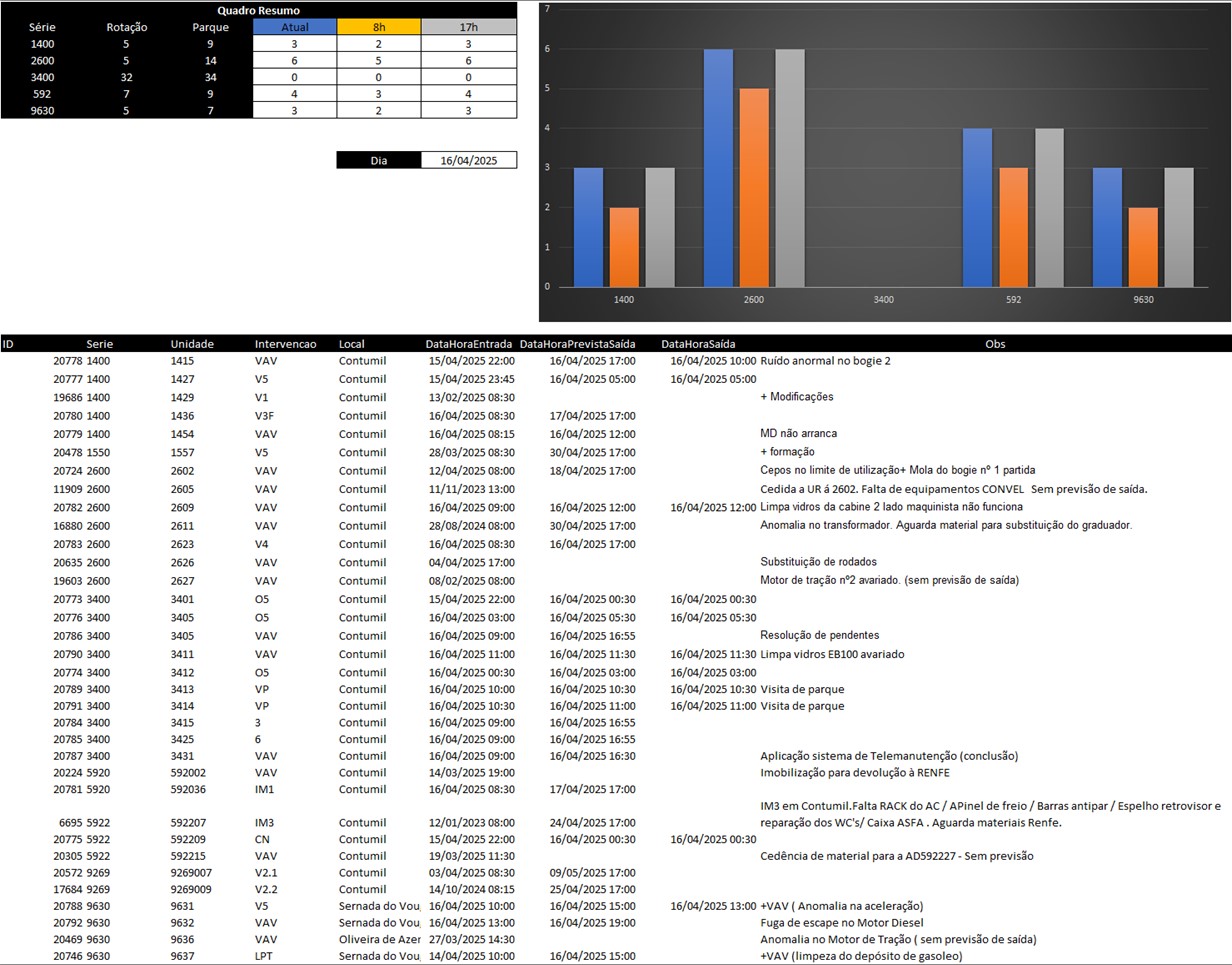 Quadro Resumo
Série Rotação Parque Atual 8h 17h
1400 5 9 3 2 3
2600 5 14 6 5 6
3400 32 34 0 0 0
592 7 9 4 3 4
9630 5 7 3 2 3
Dia 16/04/2025
7
6
5
4
3
2
1
0
1400 2600 3400 592 9630
ID Serie Unidade Intervencao Local DataHoraEntrada DataHoraPrevistaSaída DataHoraSaída Obs
20778 1400 1415 VAV Contumil 15/04/2025 22:00 16/04/2025 17:00 16/04/2025 10:00 Ruído anormal no bogie 2
20777 1400 1427 V5 Contumil 15/04/2025 23:45 16/04/2025 05:00 16/04/2025 05:00
19686 1400 1429 V1 Contumil 13/02/2025 08:30 + Modificações
20780 1400 1436 V3F Contumil 16/04/2025 08:30 17/04/2025 17:00
20779 1400 1454 VAV Contumil 16/04/2025 08:15 16/04/2025 12:00 MD não arranca
20478 1550 1557 V5 Contumil 28/03/2025 08:30 30/04/2025 17:00 + formação
20724 2600 2602 VAV Contumil 12/04/2025 08:00 18/04/2025 17:00 Cepos no limite de utilização+ Mola do bogie nº 1 partida
11909 2600 2605 VAV Contumil 11/11/2023 13:00 Cedida a UR á 2602. Falta de equipamentos CONVEL Sem previsão de saída.
20782 2600 2609 VAV Contumil 16/04/2025 09:00 16/04/2025 12:00 16/04/2025 12:00 Limpa vidros da cabine 2 lado maquinista não funciona
16880 2600 2611 VAV Contumil 28/08/2024 08:00 30/04/2025 17:00 Anomalia no transformador. Aguarda material para substituição do graduador.
20783 2600 2623 V4 Contumil 16/04/2025 08:30 16/04/2025 17:00
20635 2600 2626 VAV Contumil 04/04/2025 17:00 Substituição de rodados
19603 2600 2627 VAV Contumil 08/02/2025 08:00 Motor de tração nº2 avariado. (sem previsão de saída)
20773 3400 3401 O5 Contumil 15/04/2025 22:00 16/04/2025 00:30 16/04/2025 00:30
20776 3400 3405 O5 Contumil 16/04/2025 03:00 16/04/2025 05:30 16/04/2025 05:30
20786 3400 3405 VAV Contumil 16/04/2025 09:00 16/04/2025 16:55 Resolução de pendentes
20790 3400 3411 VAV Contumil 16/04/2025 11:00 16/04/2025 11:30 16/04/2025 11:30 Limpa vidros EB100 avariado
20774 3400 3412 O5 Contumil 16/04/2025 00:30 16/04/2025 03:00 16/04/2025 03:00
20789 3400 3413 VP Contumil 16/04/2025 10:00 16/04/2025 10:30 16/04/2025 10:30 Visita de parque
20791 3400 3414 VP Contumil 16/04/2025 10:30 16/04/2025 11:00 16/04/2025 11:00 Visita de parque
20784 3400 3415 3 Contumil 16/04/2025 09:00 16/04/2025 16:55
20785 3400 3425 6 Contumil 16/04/2025 09:00 16/04/2025 16:55
20787 3400 3431 VAV Contumil 16/04/2025 09:00 16/04/2025 16:30 Aplicação sistema de Telemanutenção (conclusão)
20224 5920 592002 VAV Contumil 14/03/2025 19:00 Imobilização para devolução à RENFE
20781 5920 592036 IM1 Contumil 16/04/2025 08:30 17/04/2025 17:00
IM3 em Contumil.Falta RACK do AC / APinel de freio / Barras antipar / Espelho retrovisor e
6695 5922 592207 IM3 Contumil 12/01/2023 08:00 24/04/2025 17:00 reparação dos WC's/ Caixa ASFA . Aguarda materiais Renfe.
20775 5922 592209 CN Contumil 15/04/2025 22:00 16/04/2025 00:30 16/04/2025 00:30
20305 5922 592215 VAV Contumil 19/03/2025 11:30 Cedência de material para a AD592227 - Sem previsão
20572 9269 9269007 V2.1 Contumil 03/04/2025 08:30 09/05/2025 17:00
17684 9269 9269009 V2.2 Contumil 14/10/2024 08:15 25/04/2025 17:00
20788 9630 9631 V5 Sernada do Vou 16/04/2025 10:00 16/04/2025 15:00 16/04/2025 13:00 +VAV ( Anomalia na aceleração)
20792 9630 9632 VAV Sernada do Vou 16/04/2025 13:00 16/04/2025 19:00 Fuga de escape no Motor Diesel
20469 9630 9636 VAV Oliveira de Azer 27/03/2025 14:30 Anomalia no Motor de Tração ( sem previsão de saída)
20746 9630 9637 LPT Sernada do Vou 14/04/2025 10:00 16/04/2025 15:00 +VAV (limpeza do depósito de gasoleo)